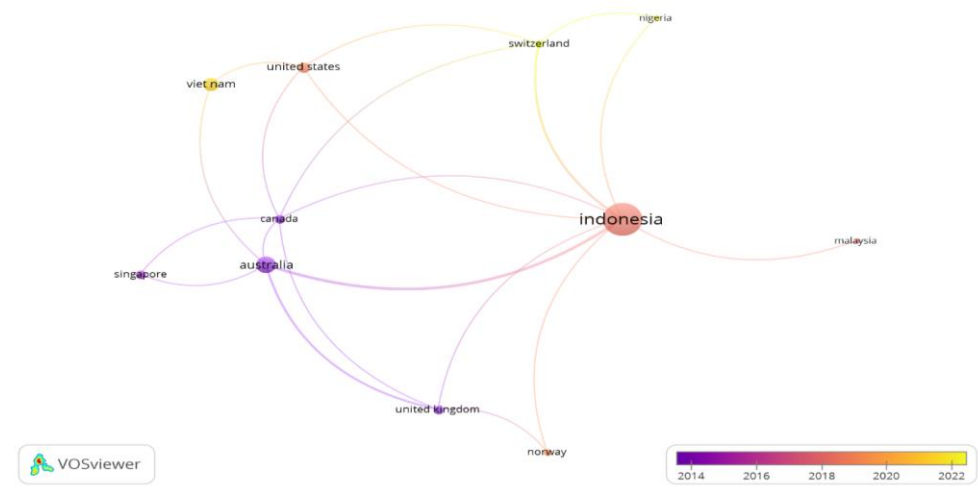 nigeria
switzerland
united states
viet nam
canada
indonesia
malaysia
australia
singapore
united kingdom
norway
VOSviewer
2014 2016 2018 2020 2022